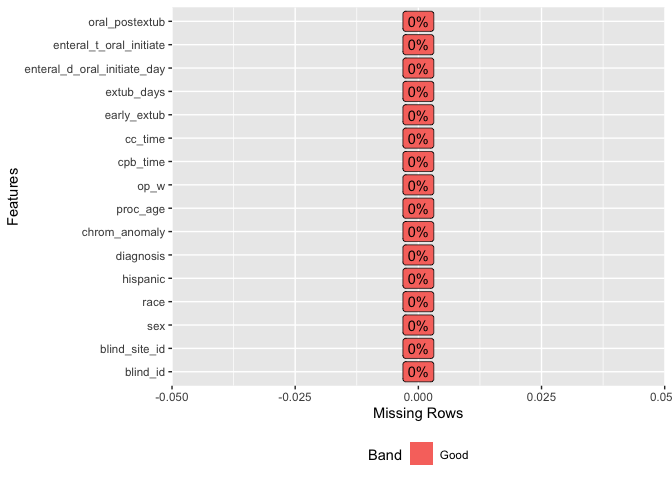 oral_postextub 0%
enteral_t_oral_initiate 0%
enteral_d_oral_initiate_day 0%
extub_days 0%
early_extub 0%
cc_time 0%
cpb_time 0%
op_w 0%
proc_age 0%
chrom_anomaly 0%
diagnosis 0%
hispanic 0%
race 0%
sex 0%
blind_site_id 0%
blind_id 0%
Features
-0.050 -0.025 0.000 0.025 0.05
Missing Rows
Band Good